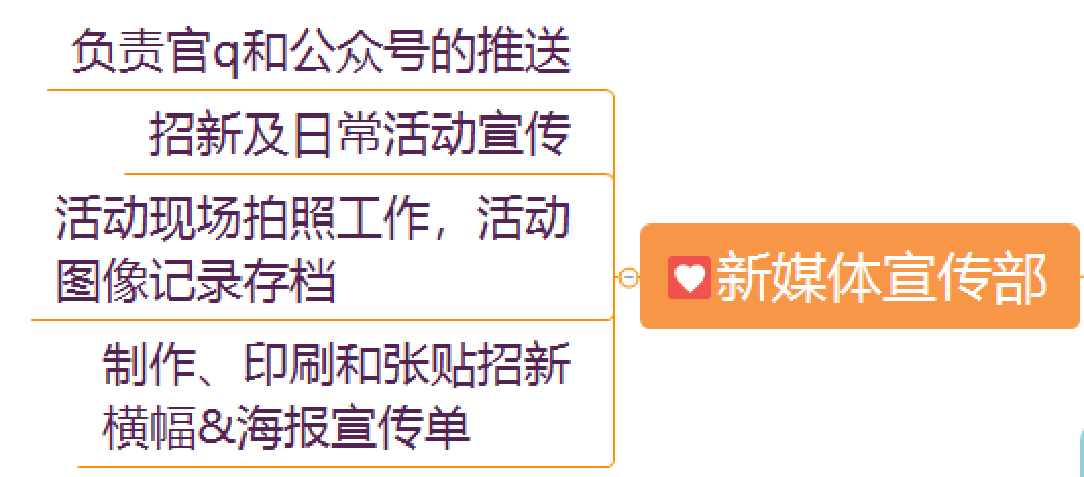 负责官q和公众号的推送
招新及日常活动宣传
活动现场拍照工作，活动
图像记录存档
制作、印刷和张贴招新
横幅&海报宣传单
新媒体宣传部